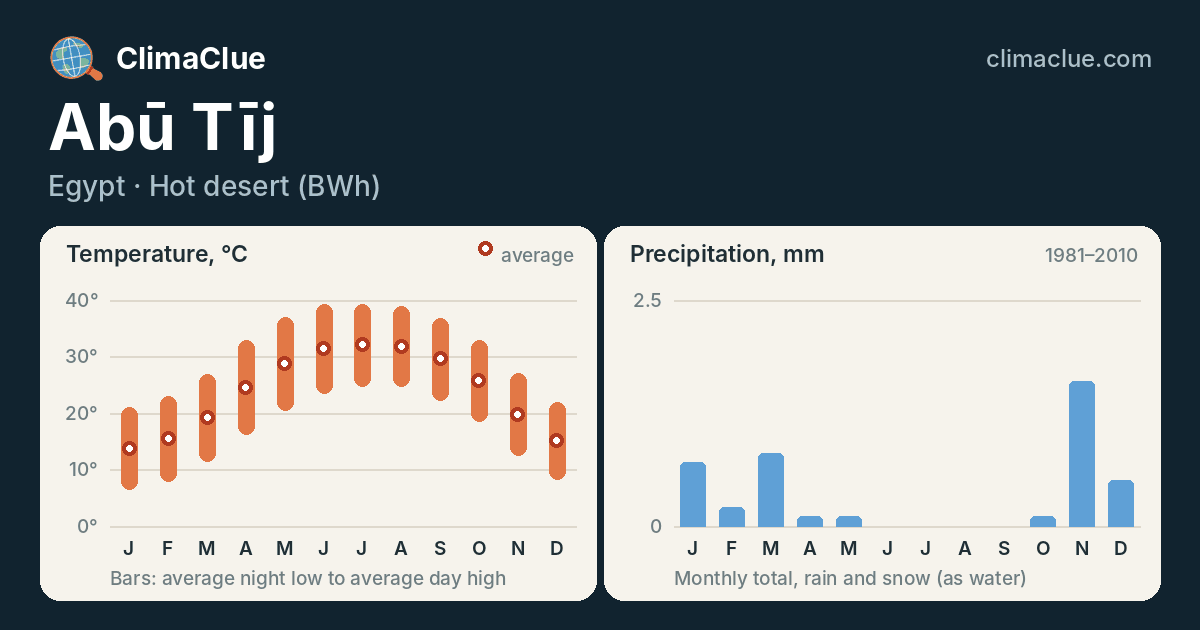 ClimaClue
climaclue.com
Abū Tīj
Egypt · Hot desert (BWh)
Temperature, °C
average
40°
30°
20°
10°
0°
J F M A M J J A S O N D
Bars: average night low to average day high
Precipitation, mm
1981–2010
2.5
0
J F M A M J J A S O N D
Monthly total, rain and snow (as water)